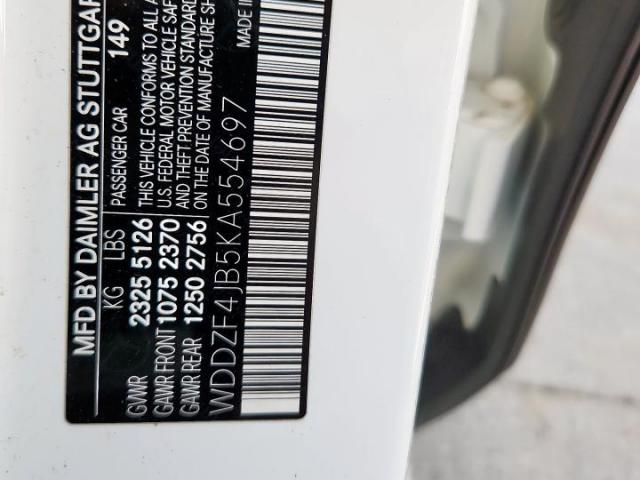 MFD BY DAIMLER AG STUTTGAR
KG LBS PASSENGER CAR 149
GVWR 2325 5126 THIS VEHICLE CONFORMS TO ALL A
GAWR FRONT 1075 2370 U.S. FEDERAL MOTOR VEHICLE SAF
GAWR REAR 1250 2756 AND THEFT PREVENTION STANDARD
ON THE DATE OF MANUFACTURE SH
WDDZF4JB5KA554697 MADE IN